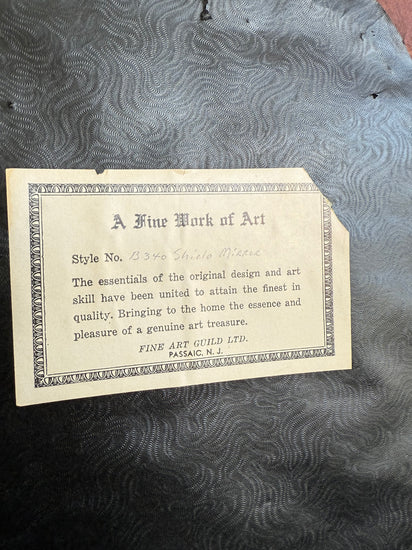 A Fine Work of Art
Style No. B340 Shield Mirror
The essentials of the original design and art
skill have been united to attain the finest in
quality. Bringing to the home the essence and
pleasure of a genuine art treasure.
FINE ART GUILD LTD.
PASSAIC, N. J.